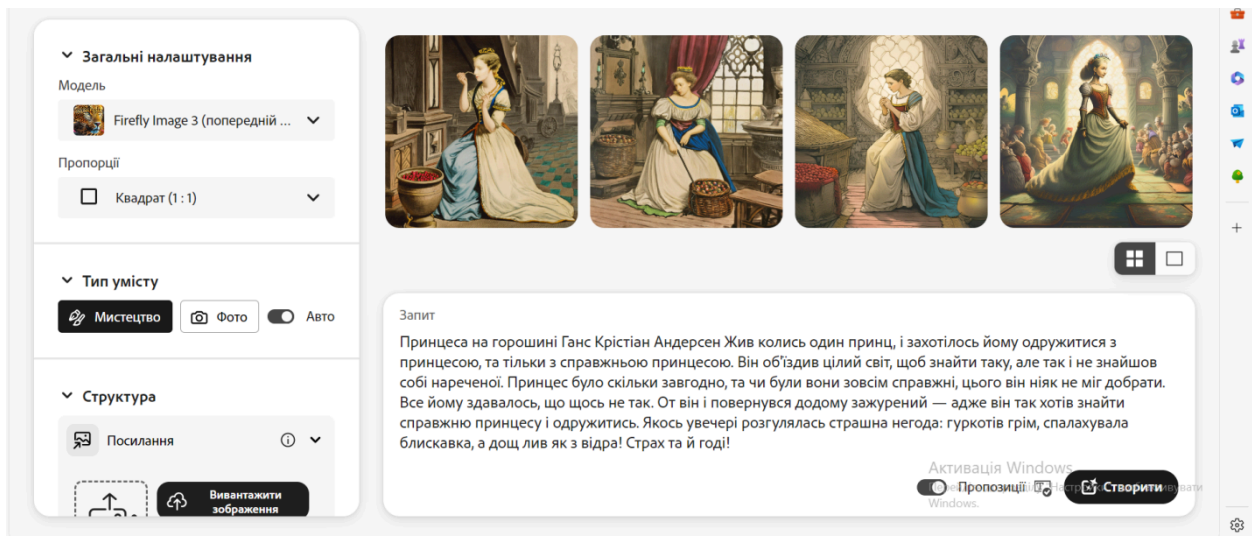 Загальні налаштування
Модель
Firefly Image 3 (попередній ...
Пропорції
Квадрат (1 : 1)
Тип умісту
Мистецтво
Фото
Авто
Структура
Посилання
Вивантажити
зображення
Запит
Принцеса на горошині Ганс Крістіан Андерсен Жив колись один принц, і захотілось йому одружитися з
принцесою, та тільки з справжньою принцесою. Він об'їздив цілий світ, щоб знайти таку, але так і не знайшов
собі нареченої. Принцес було скільки завгодно, та чи були вони зовсім справжні, цього він ніяк не міг добрати.
Все йому здавалось, що щось не так. От він і повернувся додому зажурений — адже він так хотів знайти
справжню принцесу і одружитись. Якось увечері розгулялась страшна негода: гуркотів грім, спалахувала
блискавка, а дощ лив як з відра! Страх та й годі!
Активація Windows
Пропозиції
Створити
Windows.